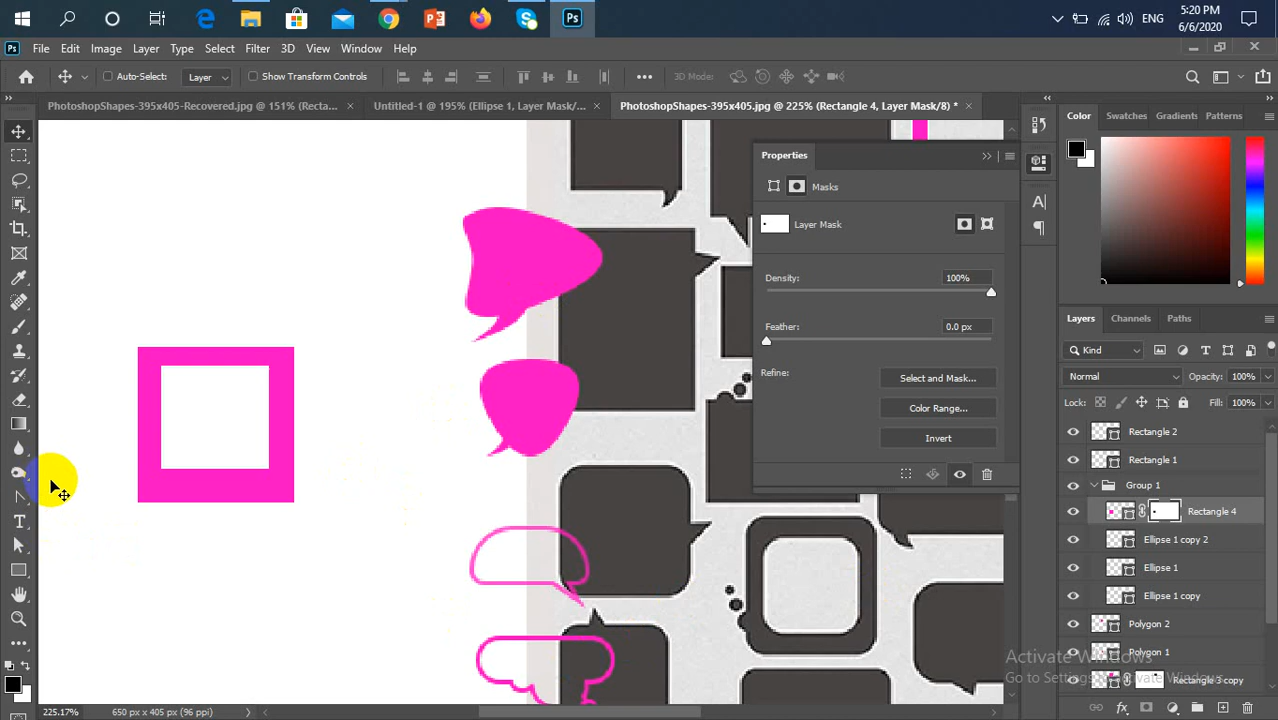 ENG
5:20 PM
6/6/2020
File Edit Image Layer Type Select Filter 3D View Window Help
Auto-Select: Layer Show Transform Controls 3D Mode:
PhotoshopShapes-395x405-Recovered.jpg @ 151% (Recta... × Untitled-1 @ 195% (Ellipse 1, Layer Mask/... × PhotoshopShapes-395x405.jpg @ 225% (Rectangle 4, Layer Mask/8) * ×
Color Swatches Gradients Patterns
Properties
Masks
Layer Mask
Density: 100%
Feather: 0.0 px
Refine:
Select and Mask...
Color Range...
Invert
Layers Channels Paths
Kind
Normal Opacity: 100%
Lock: Fill: 100%
Rectangle 2
Rectangle 1
Group 1
Rectangle 4
Ellipse 1 copy 2
Ellipse 1
Ellipse 1 copy
Polygon 2
Polygon 1
Rectangle 3 copy
Activate Windows
Go to Settings to activate Windows.
225.17% 650 px x 405 px (96 ppi)